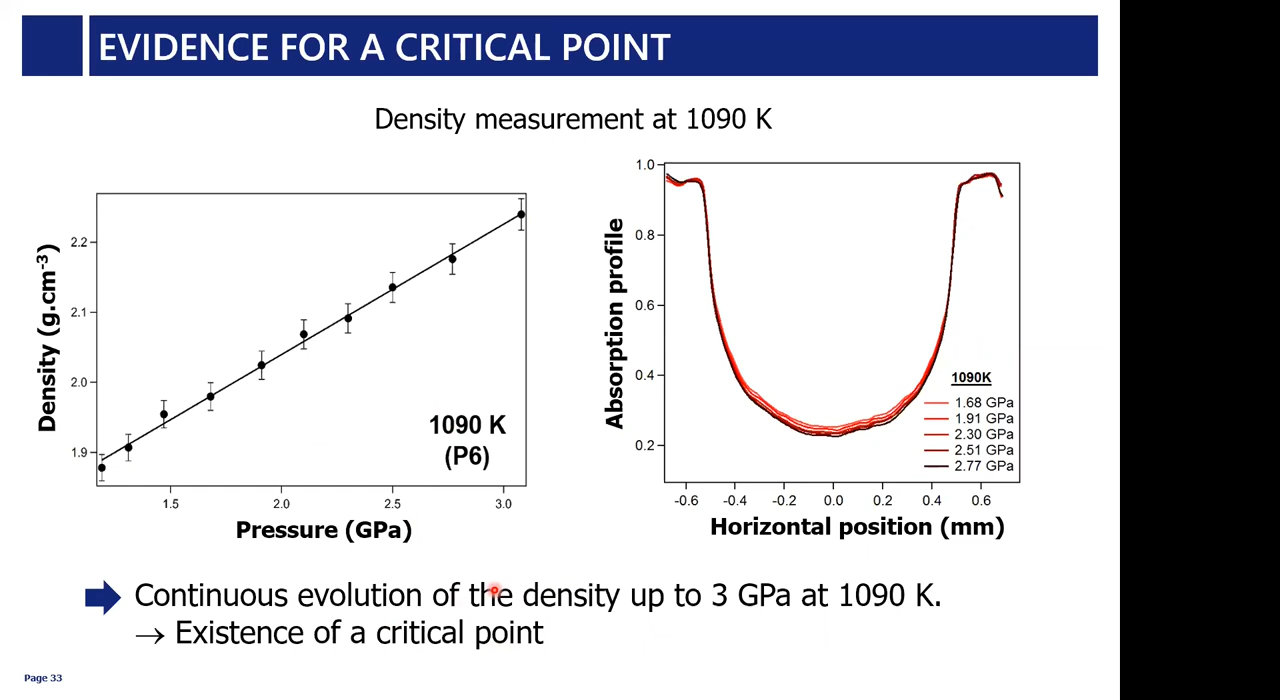 EVIDENCE FOR A CRITICAL POINT
Density measurement at 1090 K
Density (g.cm⁻³)
2.2
2.1
2.0
1.9
1090 K
(P6)
1.5 2.0 2.5 3.0
Pressure (GPa)
Absorption profile
1.0
0.8
0.6
0.4
0.2
1090K
1.68 GPa
1.91 GPa
2.30 GPa
2.51 GPa
2.77 GPa
-0.6 -0.4 -0.2 0.0 0.2 0.4 0.6
Horizontal position (mm)
Continuous evolution of the density up to 3 GPa at 1090 K.
→ Existence of a critical point
Page 33